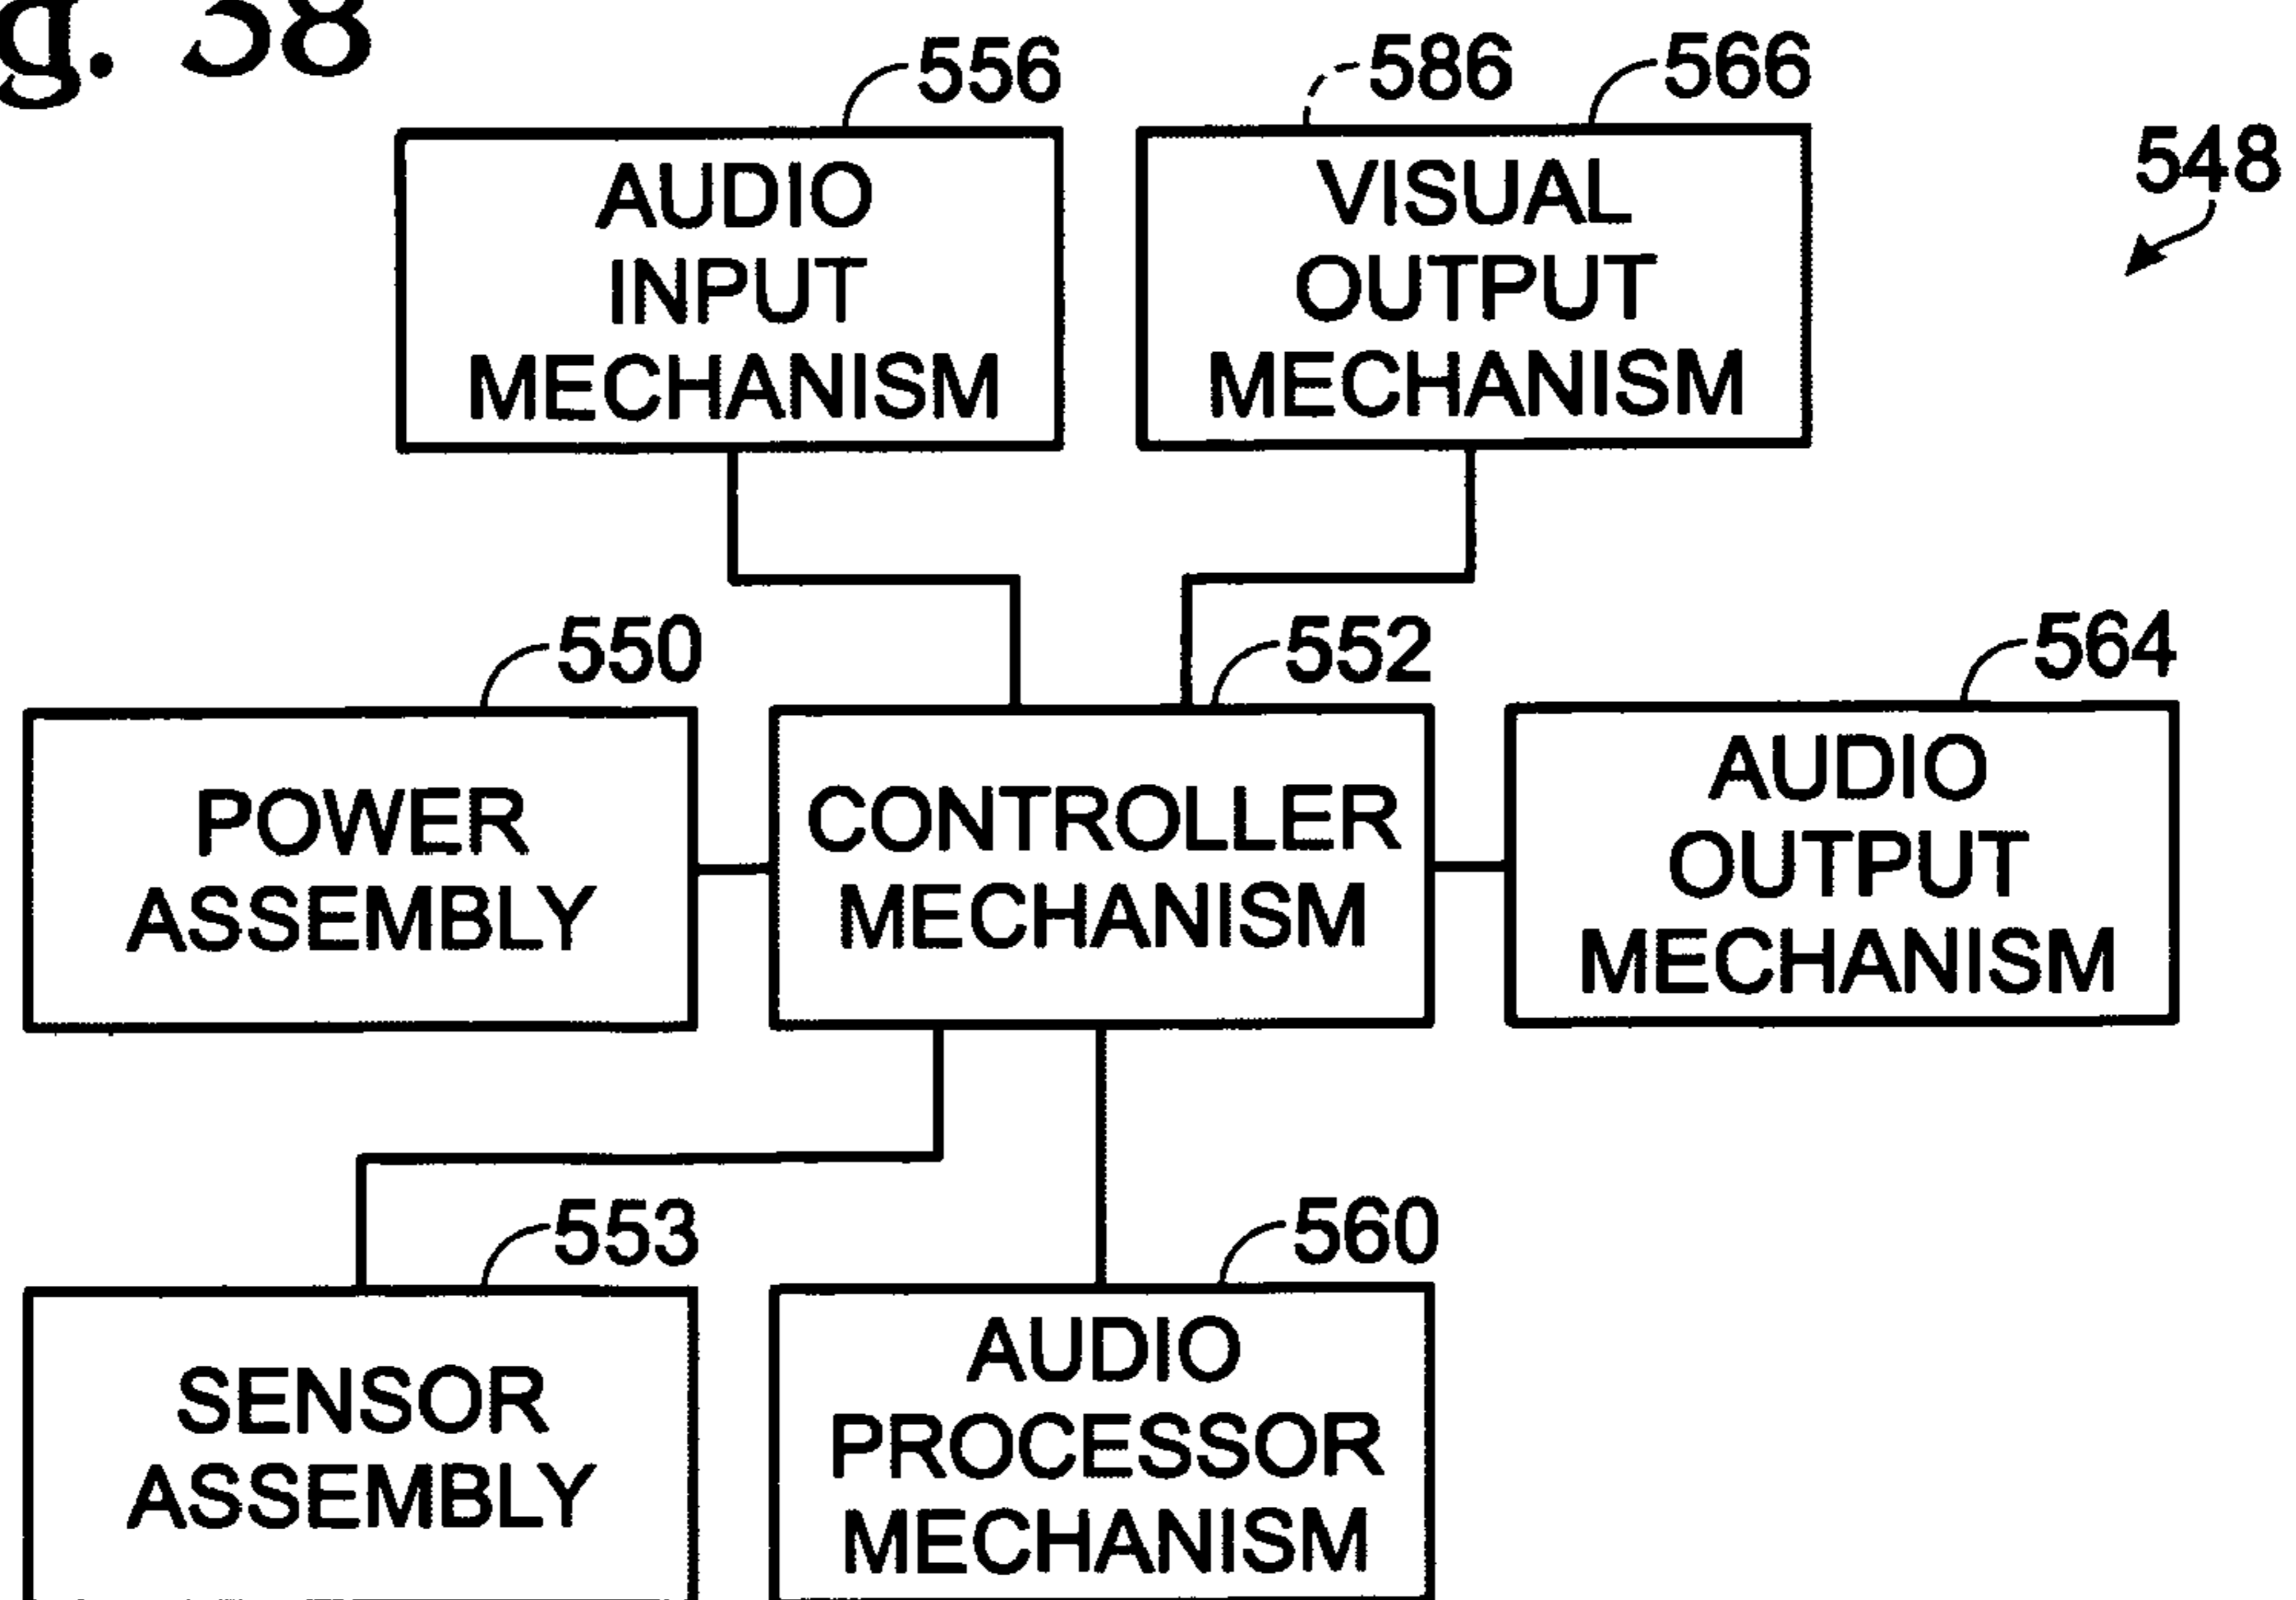 g. 38
556
586
566
548
AUDIO
INPUT
MECHANISM
VISUAL
OUTPUT
MECHANISM
550
552
564
POWER
ASSEMBLY
CONTROLLER
MECHANISM
AUDIO
OUTPUT
MECHANISM
553
560
SENSOR
ASSEMBLY
AUDIO
PROCESSOR
MECHANISM